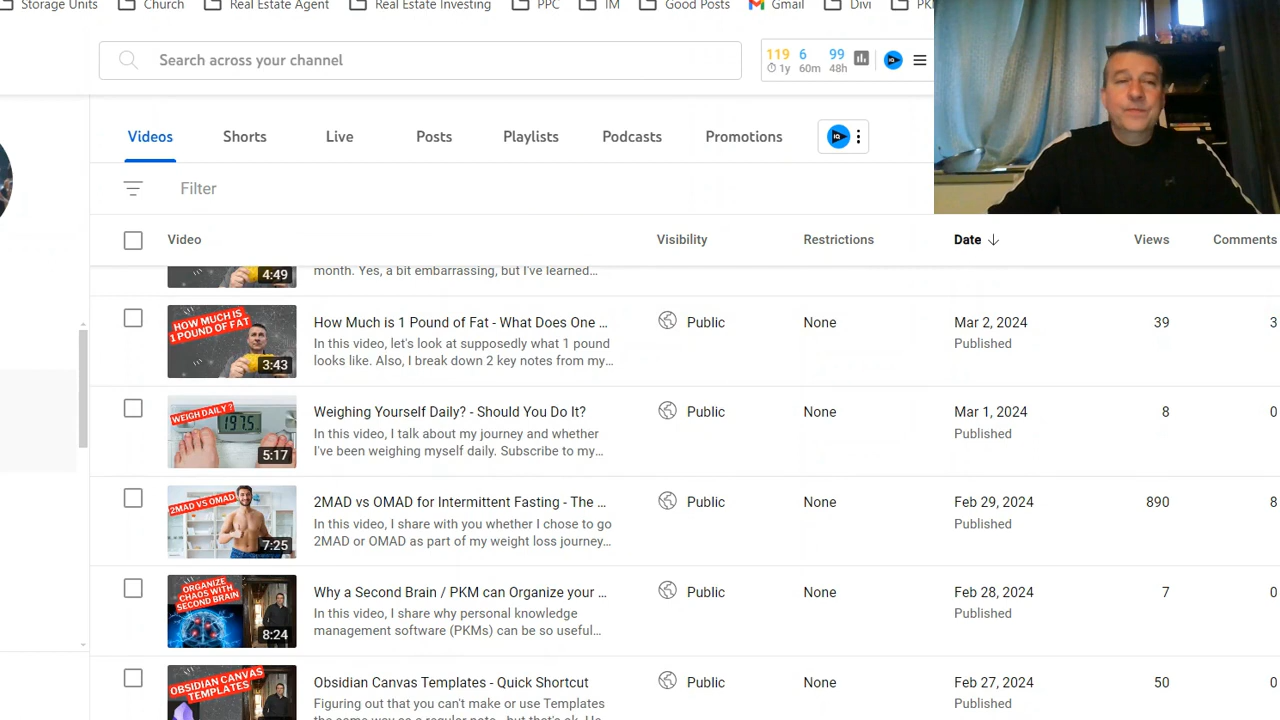 Storage Units
Church
Real Estate Agent
Real Estate Investing
PPC
IM
Good Posts
Gmail
Divi
Search across your channel
119 6 99
1y 60m 48h
IQ
Videos Shorts Live Posts Playlists Podcasts Promotions IQ
Filter
Video Visibility Restrictions Date Views Comments
4:49
month. Yes, a bit embarrassing, but I've learned...
HOW MUCH IS
1 POUND OF FAT
3:43
How Much is 1 Pound of Fat - What Does One ...
In this video, let's look at supposedly what 1 pound
looks like. Also, I break down 2 key notes from my...
Public None Mar 2, 2024 39 3
Published
WEIGH DAILY?
197.5
5:17
Weighing Yourself Daily? - Should You Do It?
In this video, I talk about my journey and whether
I've been weighing myself daily. Subscribe to my...
Public None Mar 1, 2024 8 0
Published
2MAD VS OMAD
7:25
2MAD vs OMAD for Intermittent Fasting - The ...
In this video, I share with you whether I chose to go
2MAD or OMAD as part of my weight loss journey...
Public None Feb 29, 2024 890 8
Published
ORGANIZE
CHAOS WITH
SECOND BRAIN
8:24
Why a Second Brain / PKM can Organize your ...
In this video, I share why personal knowledge
management software (PKMs) can be so useful...
Public None Feb 28, 2024 7 0
Published
OBSIDIAN CANVAS
TEMPLATES
Obsidian Canvas Templates - Quick Shortcut
Figuring out that you can't make or use Templates
Public None Feb 27, 2024 50 0
Published